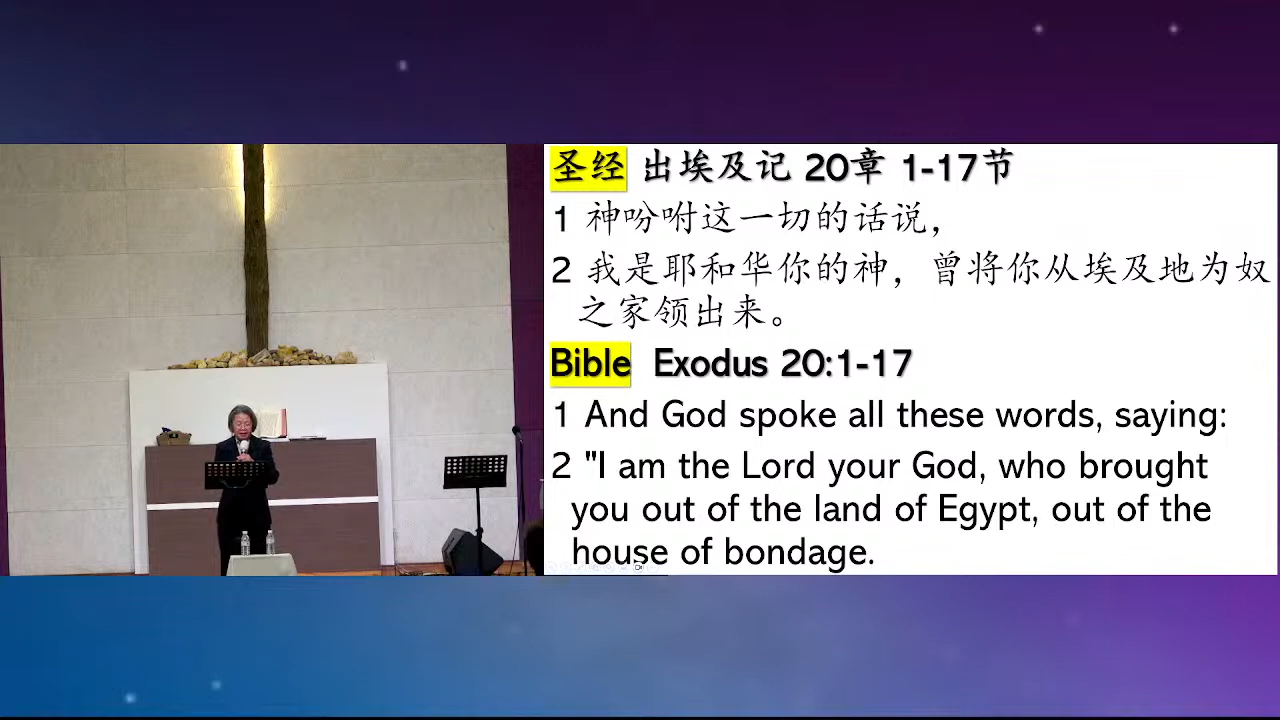 圣经 出埃及记 20章 1-17节
1 神吩咐这一切的话说，
2 我是耶和华你的神，曾将你从埃及地为奴
之家领出来。
Bible Exodus 20:1-17
1 And God spoke all these words, saying:
2 "I am the Lord your God, who brought
you out of the land of Egypt, out of the
house of bondage.